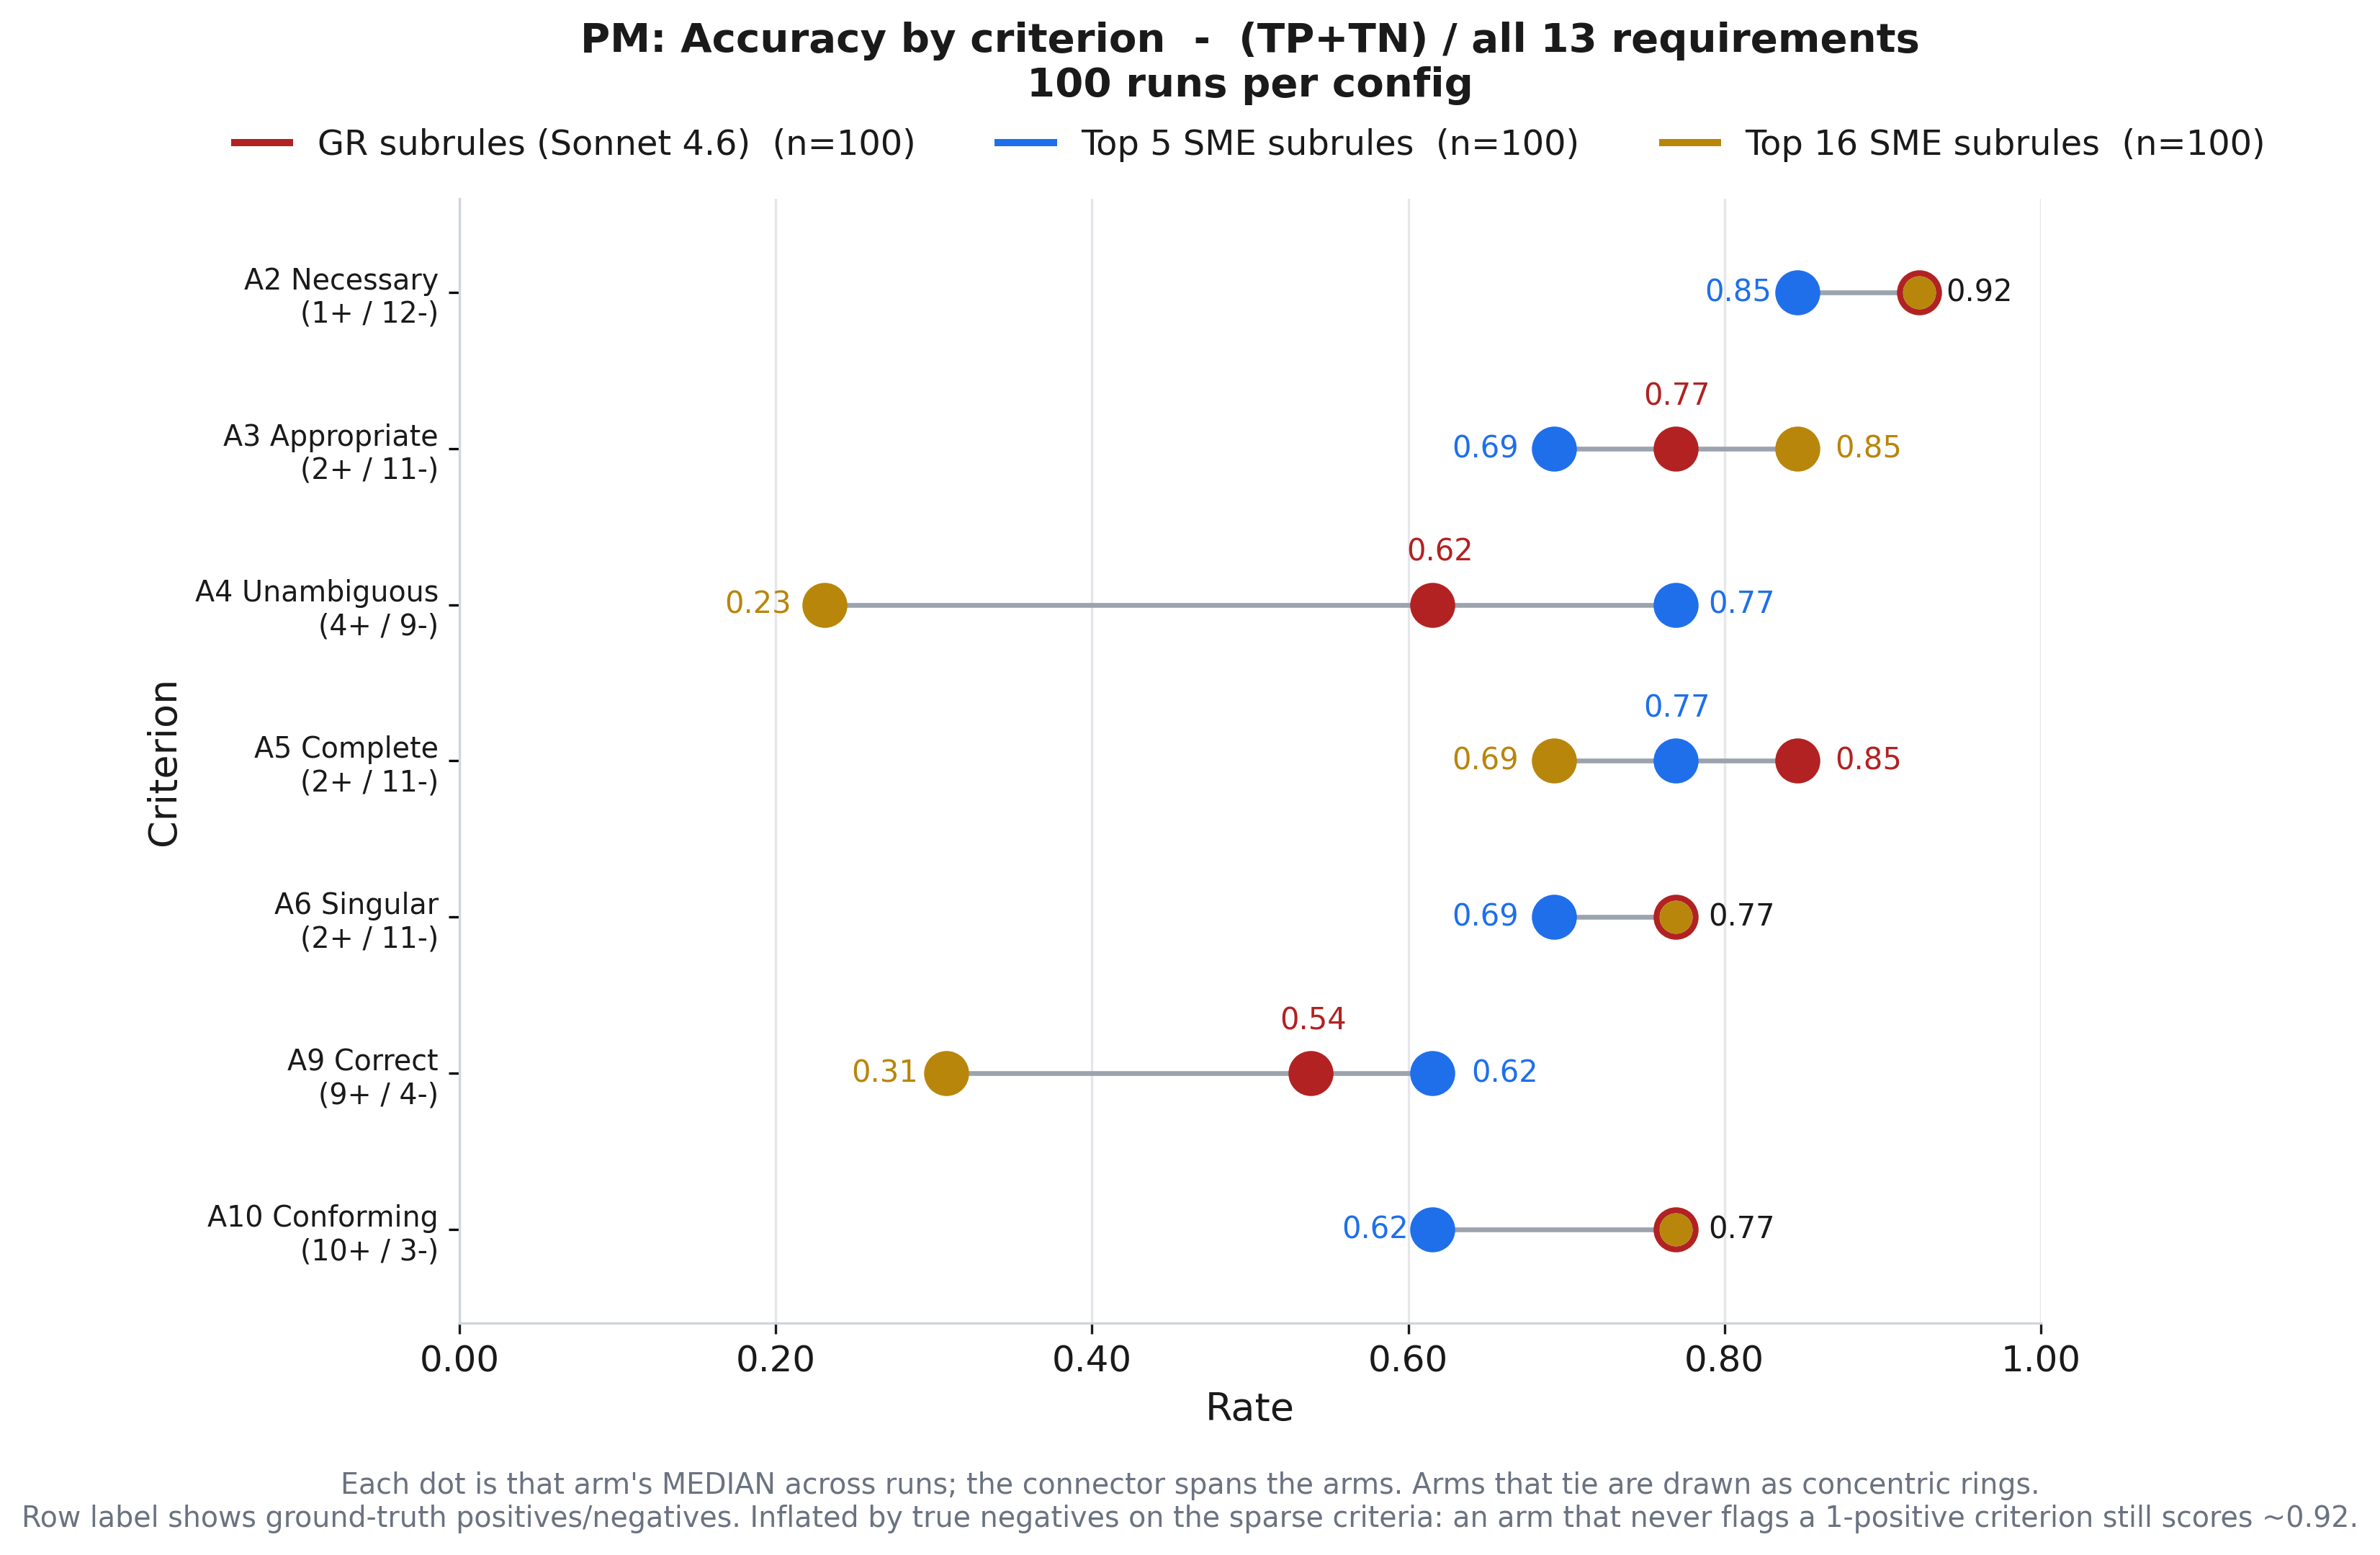 PM: Accuracy by criterion  -  (TP+TN) / all 13 requirements
100 runs per config
GR subrules (Sonnet 4.6)  (n=100)
Top 5 SME subrules  (n=100)
Top 16 SME subrules  (n=100)
Criterion
A2 Necessary
(1+ / 12-)
0.85
0.92
A3 Appropriate
(2+ / 11-)
0.69
0.77
0.85
A4 Unambiguous
(4+ / 9-)
0.23
0.62
0.77
A5 Complete
(2+ / 11-)
0.69
0.77
0.85
A6 Singular
(2+ / 11-)
0.69
0.77
A9 Correct
(9+ / 4-)
0.31
0.54
0.62
A10 Conforming
(10+ / 3-)
0.62
0.77
0.00
0.20
0.40
0.60
0.80
1.00
Rate
Each dot is that arm's MEDIAN across runs; the connector spans the arms. Arms that tie are drawn as concentric rings.
Row label shows ground-truth positives/negatives. Inflated by true negatives on the sparse criteria: an arm that never flags a 1-positive criterion still scores ~0.92.